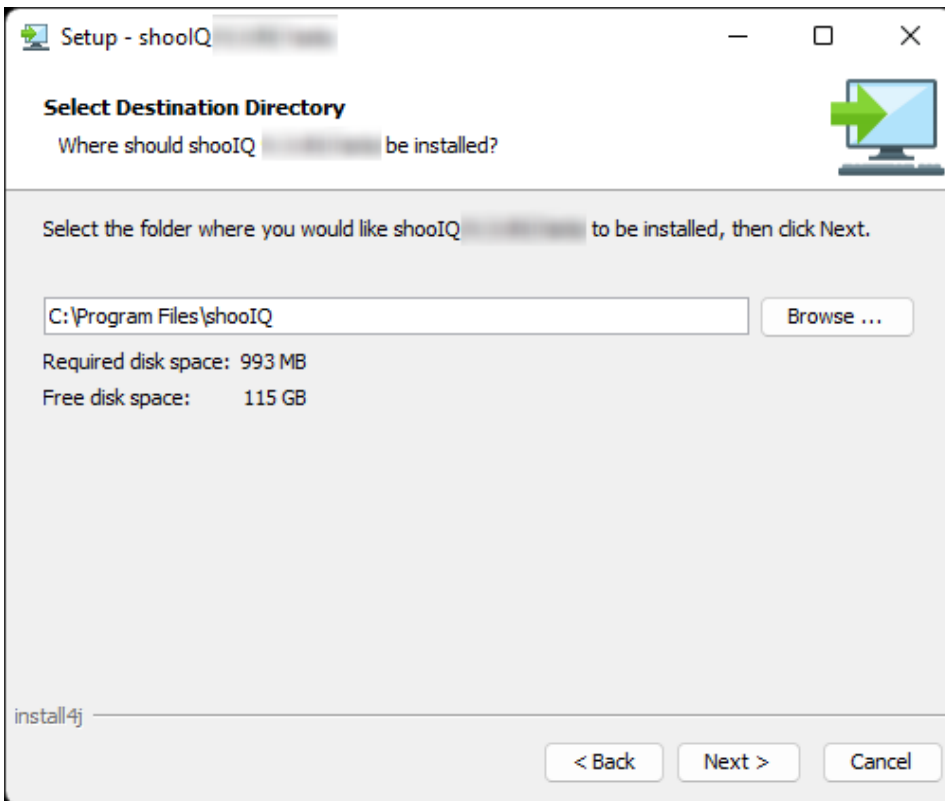 Setup - shooIQ
Select Destination Directory
Where should shooIQ be installed?
Select the folder where you would like shooIQ to be installed, then click Next.
C:\Program Files\shooIQ
Browse ...
Required disk space: 993 MB
Free disk space: 115 GB
install4j
< Back
Next >
Cancel